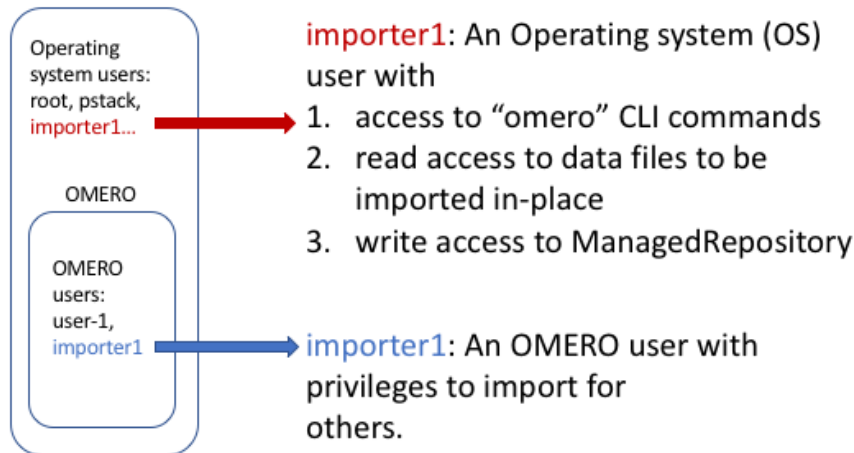 Operating
system users:
root, pstack,
importer1...
OMERO
OMERO
users:
user-1,
importer1
importer1: An Operating system (OS)
user with
1. access to “omero” CLI commands
2. read access to data files to be
imported in-place
3. write access to ManagedRepository
importer1: An OMERO user with
privileges to import for
others.